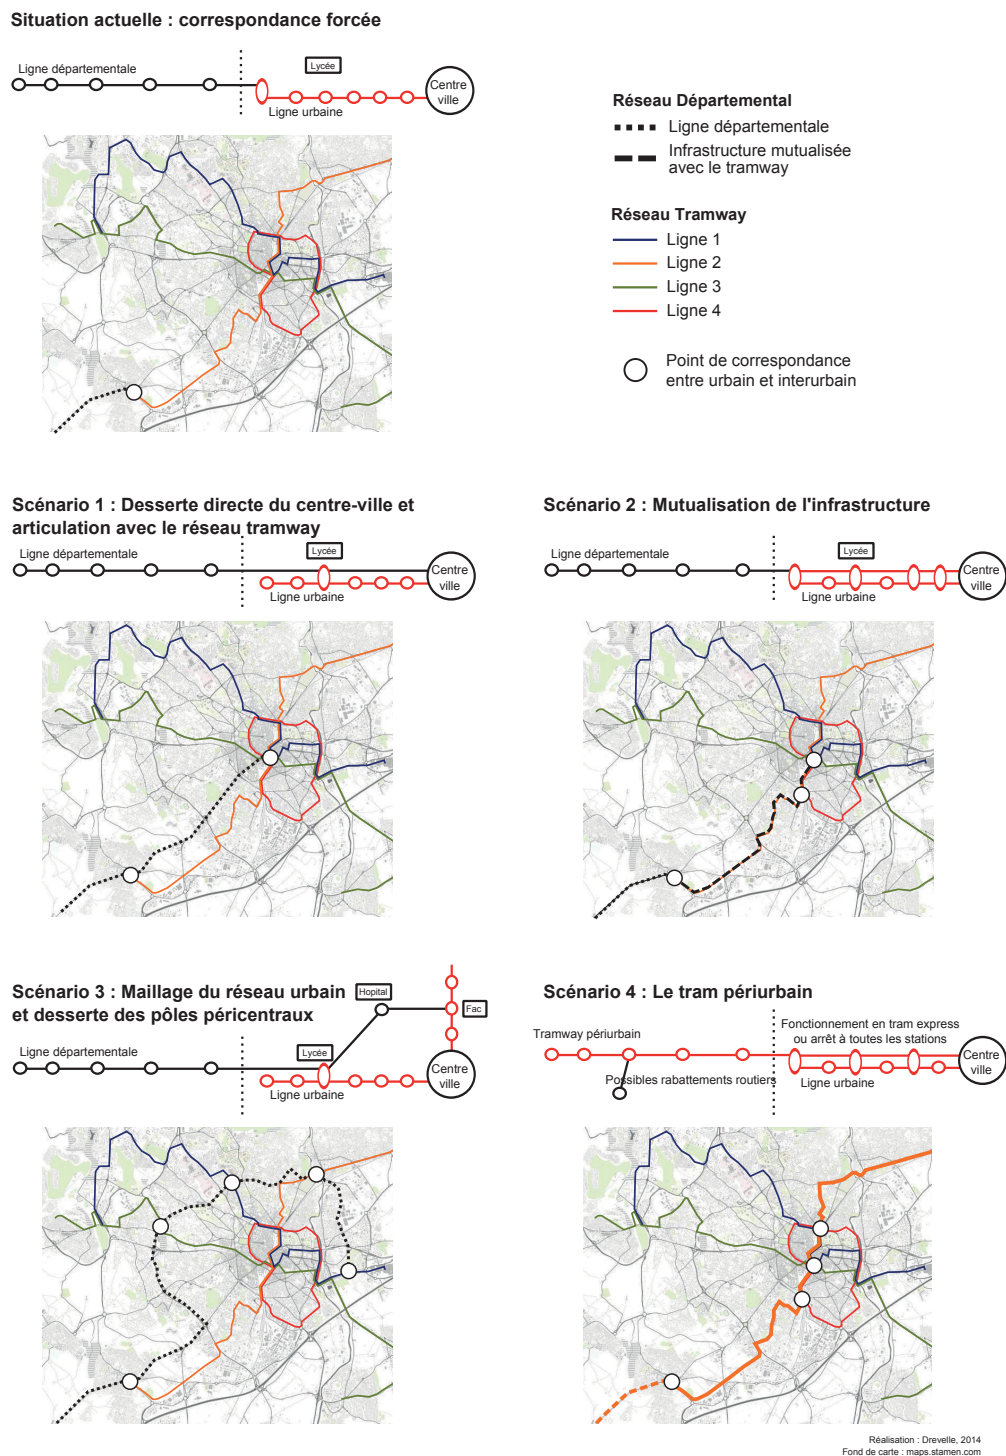 Situation actuelle : correspondance forcée
Ligne départementale
Lycée
Centre
ville
Ligne urbaine
Réseau Départemental
Ligne départementale
Infrastructure mutualisée
avec le tramway
Réseau Tramway
Ligne 1
Ligne 2
Ligne 3
Ligne 4
Point de correspondance
entre urbain et interurbain
Scénario 1 : Desserte directe du centre-ville et
articulation avec le réseau tramway
Ligne départementale
Lycée
Centre
ville
Ligne urbaine
Scénario 2 : Mutualisation de l'infrastructure
Ligne départementale
Lycée
Centre
ville
Ligne urbaine
Scénario 3 : Maillage du réseau urbain
et desserte des pôles péricentraux
Hopital
Fac
Lycée
Ligne départementale
Centre
ville
Ligne urbaine
Scénario 4 : Le tram périurbain
Tramway périurbain
Fonctionnement en tram express
ou arrêt à toutes les stations
Centre
ville
Possibles rabattements routiers
Ligne urbaine
Réalisation : Drevelle, 2014
Fond de carte : maps.stamen.com